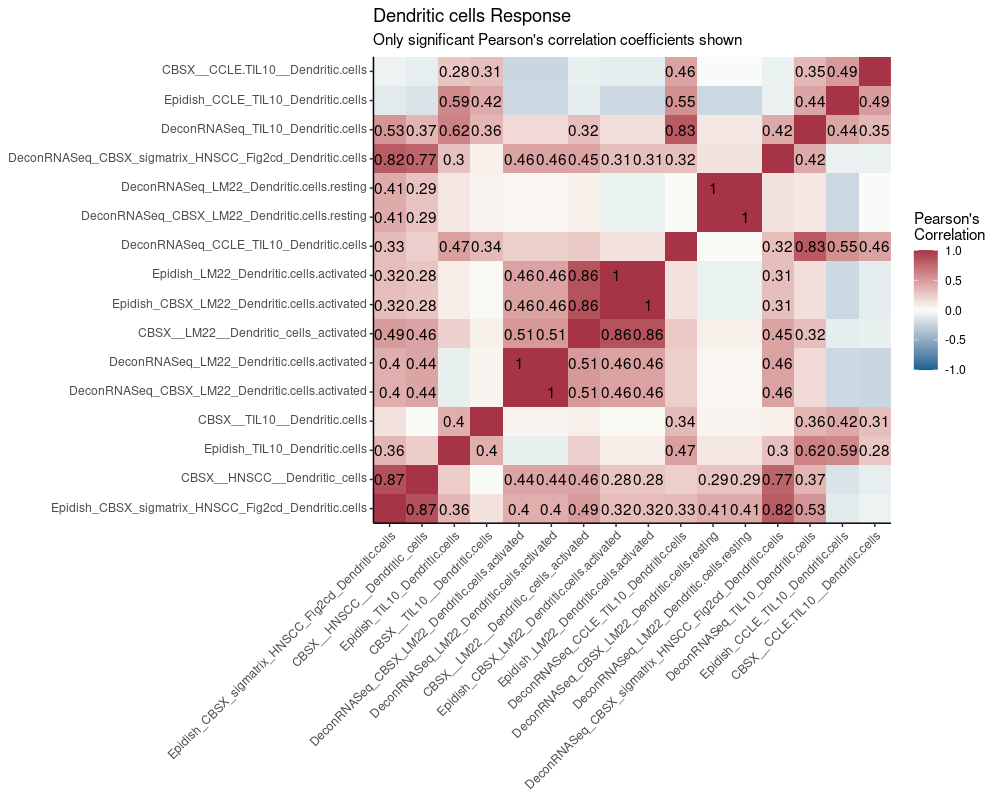 Dendritic cells Response
Only significant Pearson's correlation coefficients shown
CBSX__CCLE.TIL10__Dendritic.cells 0.28 0.31 0.46 0.35 0.49
Epidish_CCLE_TIL10_Dendritic.cells 0.59 0.42 0.55 0.44 0.49
DeconRNASeq_TIL10_Dendritic.cells 0.53 0.37 0.62 0.36 0.32 0.83 0.42 0.44 0.35
DeconRNASeq_CBSX_sigmatrix_HNSCC_Fig2cd_Dendritic.cells 0.82 0.77 0.3 0.46 0.46 0.45 0.31 0.31 0.32 0.42
DeconRNASeq_LM22_Dendritic.cells.resting 0.41 0.29 1
DeconRNASeq_CBSX_LM22_Dendritic.cells.resting 0.41 0.29 1
DeconRNASeq_CCLE_TIL10_Dendritic.cells 0.33 0.47 0.34 0.32 0.83 0.55 0.46
Epidish_LM22_Dendritic.cells.activated 0.32 0.28 0.46 0.46 0.86 1 0.31
Epidish_CBSX_LM22_Dendritic.cells.activated 0.32 0.28 0.46 0.46 0.86 1 0.31
CBSX__LM22__Dendritic_cells_activated 0.49 0.46 0.51 0.51 0.86 0.86 0.45 0.32
DeconRNASeq_LM22_Dendritic.cells.activated 0.4 0.44 1 0.51 0.46 0.46 0.46
DeconRNASeq_CBSX_LM22_Dendritic.cells.activated 0.4 0.44 1 0.51 0.46 0.46 0.46
CBSX__TIL10__Dendritic.cells 0.4 0.34 0.36 0.42 0.31
Epidish_TIL10_Dendritic.cells 0.36 0.4 0.47 0.3 0.62 0.59 0.28
CBSX__HNSCC__Dendritic_cells 0.87 0.44 0.44 0.46 0.28 0.28 0.29 0.29 0.77 0.37
Epidish_CBSX_sigmatrix_HNSCC_Fig2cd_Dendritic.cells 0.87 0.36 0.4 0.4 0.49 0.32 0.32 0.33 0.41 0.41 0.82 0.53
Epidish_CBSX_sigmatrix_HNSCC_Fig2cd_Dendritic.cells
CBSX__HNSCC__Dendritic_cells
Epidish_TIL10_Dendritic.cells
CBSX__TIL10__Dendritic.cells
DeconRNASeq_CBSX_LM22_Dendritic.cells.activated
DeconRNASeq_LM22_Dendritic.cells.activated
CBSX__LM22__Dendritic_cells_activated
Epidish_CBSX_LM22_Dendritic.cells.activated
Epidish_LM22_Dendritic.cells.activated
DeconRNASeq_CCLE_TIL10_Dendritic.cells
DeconRNASeq_CBSX_LM22_Dendritic.cells.resting
DeconRNASeq_LM22_Dendritic.cells.resting
DeconRNASeq_CBSX_sigmatrix_HNSCC_Fig2cd_Dendritic.cells
DeconRNASeq_TIL10_Dendritic.cells
Epidish_CCLE_TIL10_Dendritic.cells
CBSX__CCLE.TIL10__Dendritic.cells
Pearson's
Correlation
1.0
0.5
0.0
-0.5
-1.0